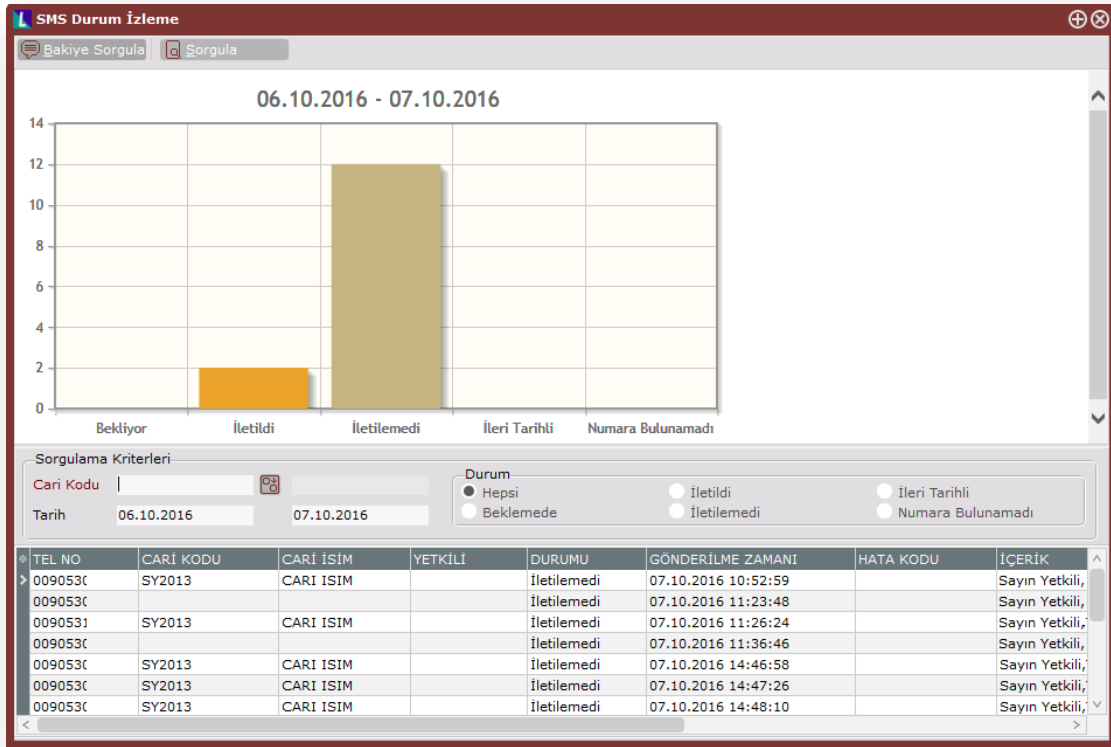 SMS Durum İzleme
Bakiye Sorgula Sorgula
06.10.2016 - 07.10.2016
14
12
10
8
6
4
2
0
Bekliyor İletildi İletilemedi İleri Tarihli Numara Bulunamadı
Sorgulama Kriterleri
Durum
Cari Kodu Hepsi İletildi İleri Tarihli
Tarih 06.10.2016 07.10.2016 Beklemede İletilemedi Numara Bulunamadı
TEL NO CARİ KODU CARİ İSİM YETKİLİ DURUMU GÖNDERİLME ZAMANI HATA KODU İÇERİK
0090530 SY2013 CARI ISIM İletilemedi 07.10.2016 10:52:59 Sayın Yetkili,
0090530 İletilemedi 07.10.2016 11:23:48 Sayın Yetkili,
0090531 SY2013 CARI ISIM İletilemedi 07.10.2016 11:26:24 Sayın Yetkili,
0090530 İletilemedi 07.10.2016 11:36:46 Sayın Yetkili,
0090530 SY2013 CARI ISIM İletilemedi 07.10.2016 14:46:58 Sayın Yetkili,
0090530 SY2013 CARI ISIM İletilemedi 07.10.2016 14:47:26 Sayın Yetkili,
0090530 SY2013 CARI ISIM İletilemedi 07.10.2016 14:48:10 Sayın Yetkili,